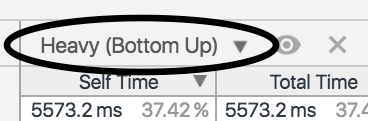 Heavy (Bottom Up) ▼
Self Time ▼ Total Time
5573.2 ms 37.42 % 5573.2 ms 37.4